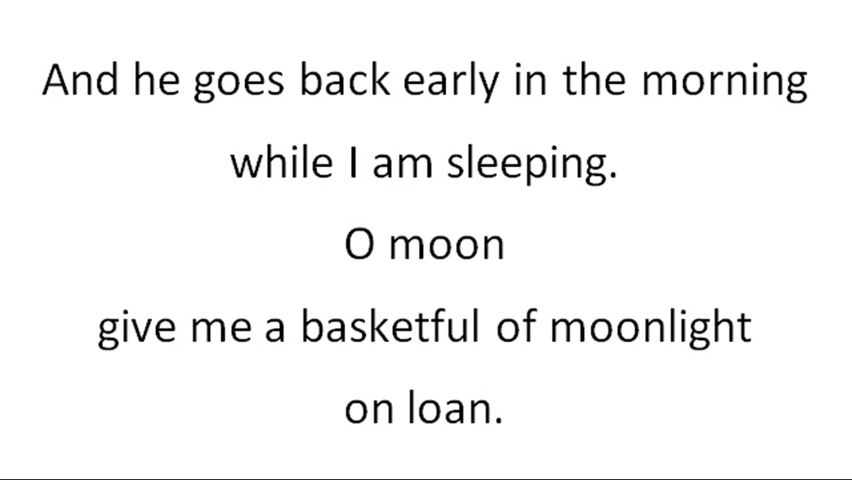 And he goes back early in the morning
while I am sleeping.
O moon
give me a basketful of moonlight
on loan.